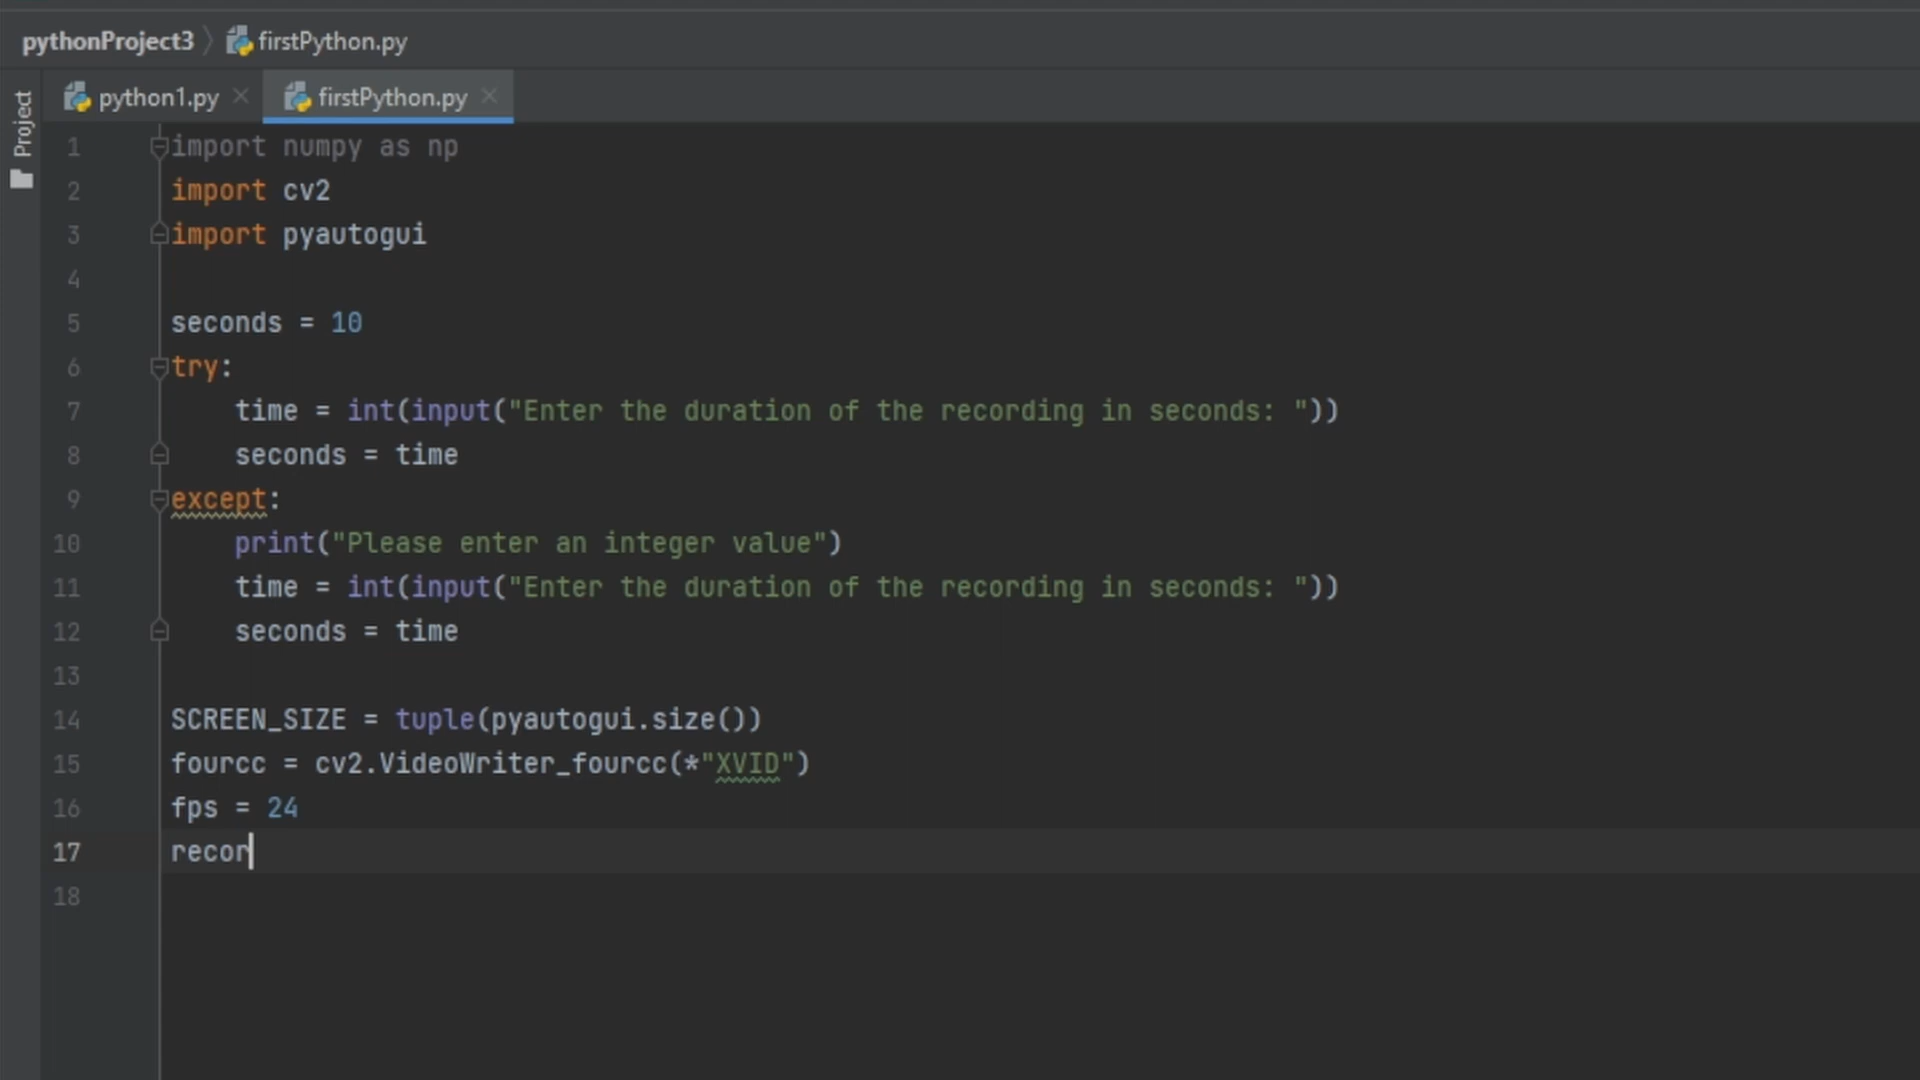 pythonProject3 firstPython.py
python1.py firstPython.py
Project
1 import numpy as np
2 import cv2
3 import pyautogui
4
5 seconds = 10
6 try:
7     time = int(input("Enter the duration of the recording in seconds: "))
8     seconds = time
9 except:
10     print("Please enter an integer value")
11     time = int(input("Enter the duration of the recording in seconds: "))
12     seconds = time
13
14 SCREEN_SIZE = tuple(pyautogui.size())
15 fourcc = cv2.VideoWriter_fourcc(*"XVID")
16 fps = 24
17 recor
18